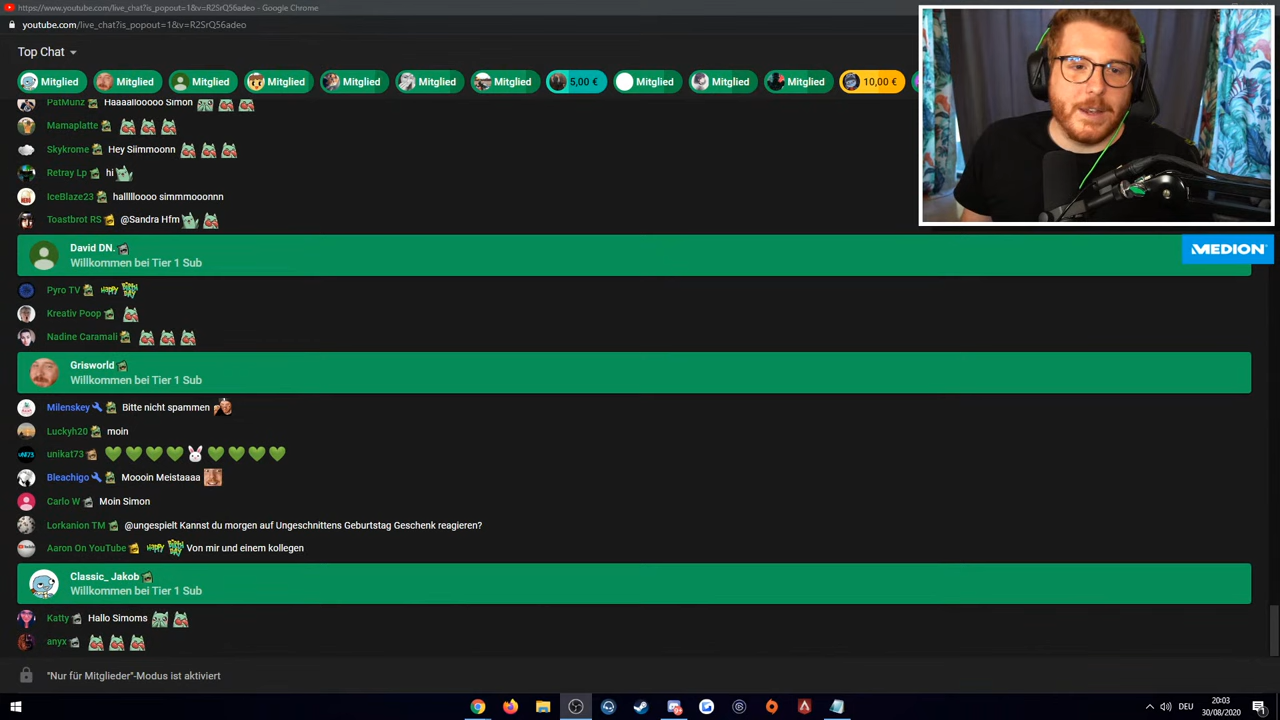 https://www.youtube.com/live_chat?is_popout=1&v=R2SrQ56adeo - Google Chrome
youtube.com/live_chat?is_popout=1&v=R2SrQ56adeo
Top Chat
Mitglied Mitglied Mitglied Mitglied Mitglied Mitglied Mitglied 5,00 € Mitglied Mitglied Mitglied 10,00 €
PatMunz Haaaallooooo Simon
Mamaplatte
Skykrome Hey Siimmoonn
Retray Lp hi
IceBlaze23 halllloooo simmmooonnn
Toastbrot RS @Sandra Hfm
David DN.
Willkommen bei Tier 1 Sub
MEDION
Pyro TV HAPPY
Kreativ Poop
Nadine Caramali
Grisworld
Willkommen bei Tier 1 Sub
Milenskey Bitte nicht spammen
Luckyh20 moin
unikat73
Bleachigo Moooin Meistaaaa
Carlo W Moin Simon
Lorkanion TM @ungespielt Kannst du morgen auf Ungeschnittens Geburtstag Geschenk reagieren?
Aaron On YouTube HAPPY Von mir und einem kollegen
Classic_ Jakob
Willkommen bei Tier 1 Sub
Katty Hallo Simoms
anyx
"Nur für Mitglieder"-Modus ist aktiviert
DEU
20:03
30/08/2020